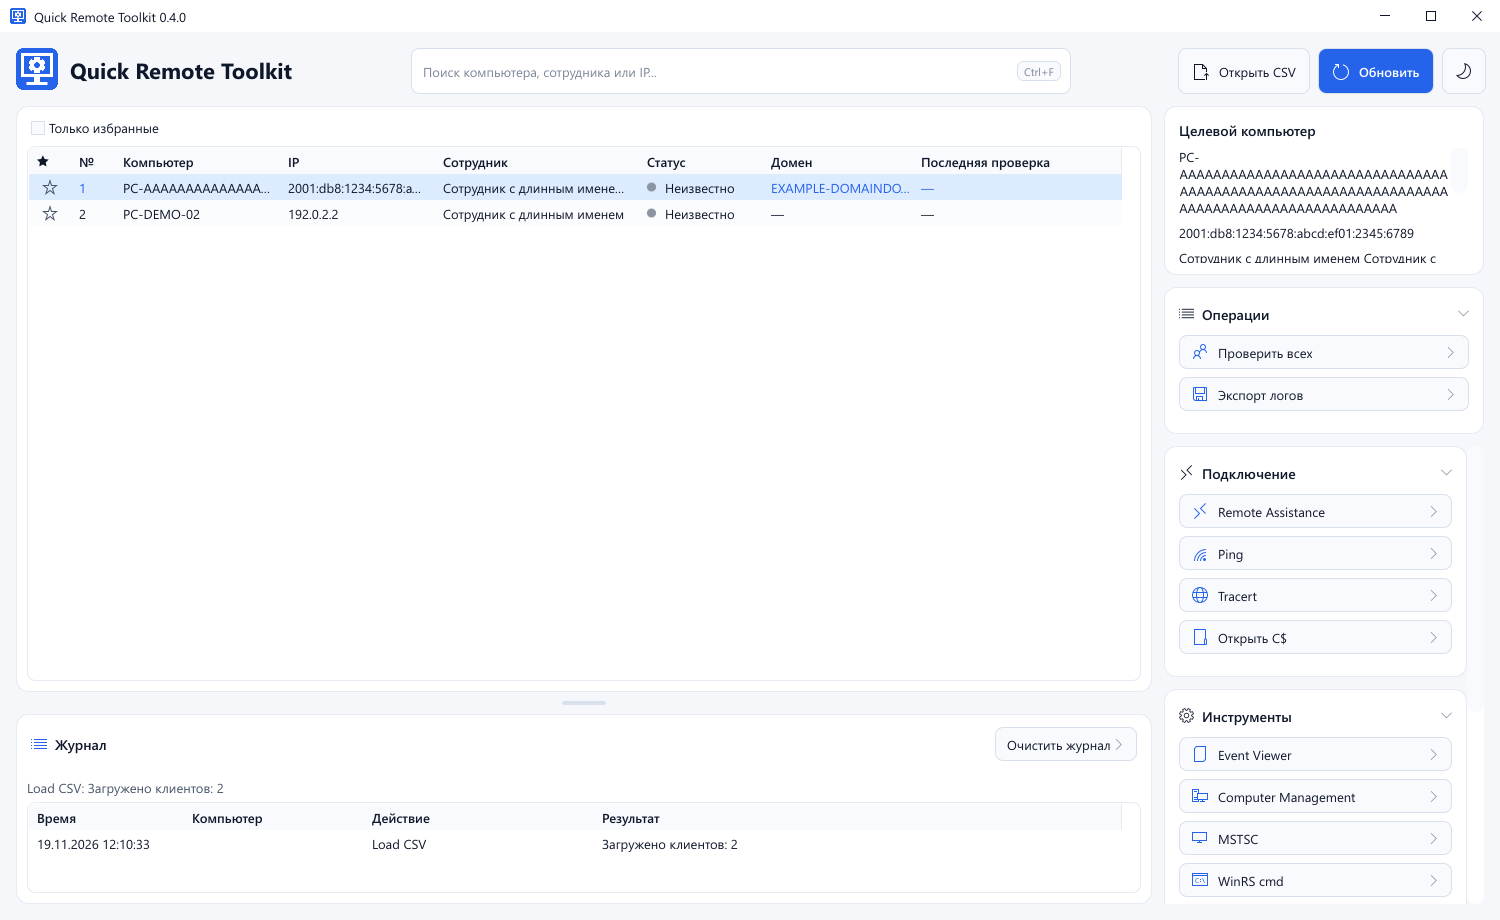 Quick Remote Toolkit 0.4.0
Quick Remote Toolkit
Поиск компьютера, сотрудника или IP...
Ctrl+F
Открыть CSV
Обновить
Только избранные
★ № Компьютер IP Сотрудник Статус Домен Последняя проверка
☆ 1 PC-AAAAAAAAAAAAAA... 2001:db8:1234:5678:a... Сотрудник с длинным имене... Неизвестно EXAMPLE-DOMAINDO... —
☆ 2 PC-DEMO-02 192.0.2.2 Сотрудник с длинным именем Неизвестно — —
Журнал
Очистить журнал
Load CSV: Загружено клиентов: 2
Время Компьютер Действие Результат
19.11.2026 12:10:33 Load CSV Загружено клиентов: 2
Целевой компьютер
PC-
AAAAAAAAAAAAAAAAAAAAAAAAAAAAAAAA
AAAAAAAAAAAAAAAAAAAAAAAAAAAAAAAA
AAAAAAAAAAAAAAAAAAAAAAAAAA
2001:db8:1234:5678:abcd:ef01:2345:6789
Сотрудник с длинным именем Сотрудник с
Операции
Проверить всех
Экспорт логов
Подключение
Remote Assistance
Ping
Tracert
Открыть C$
Инструменты
Event Viewer
Computer Management
MSTSC
WinRS cmd